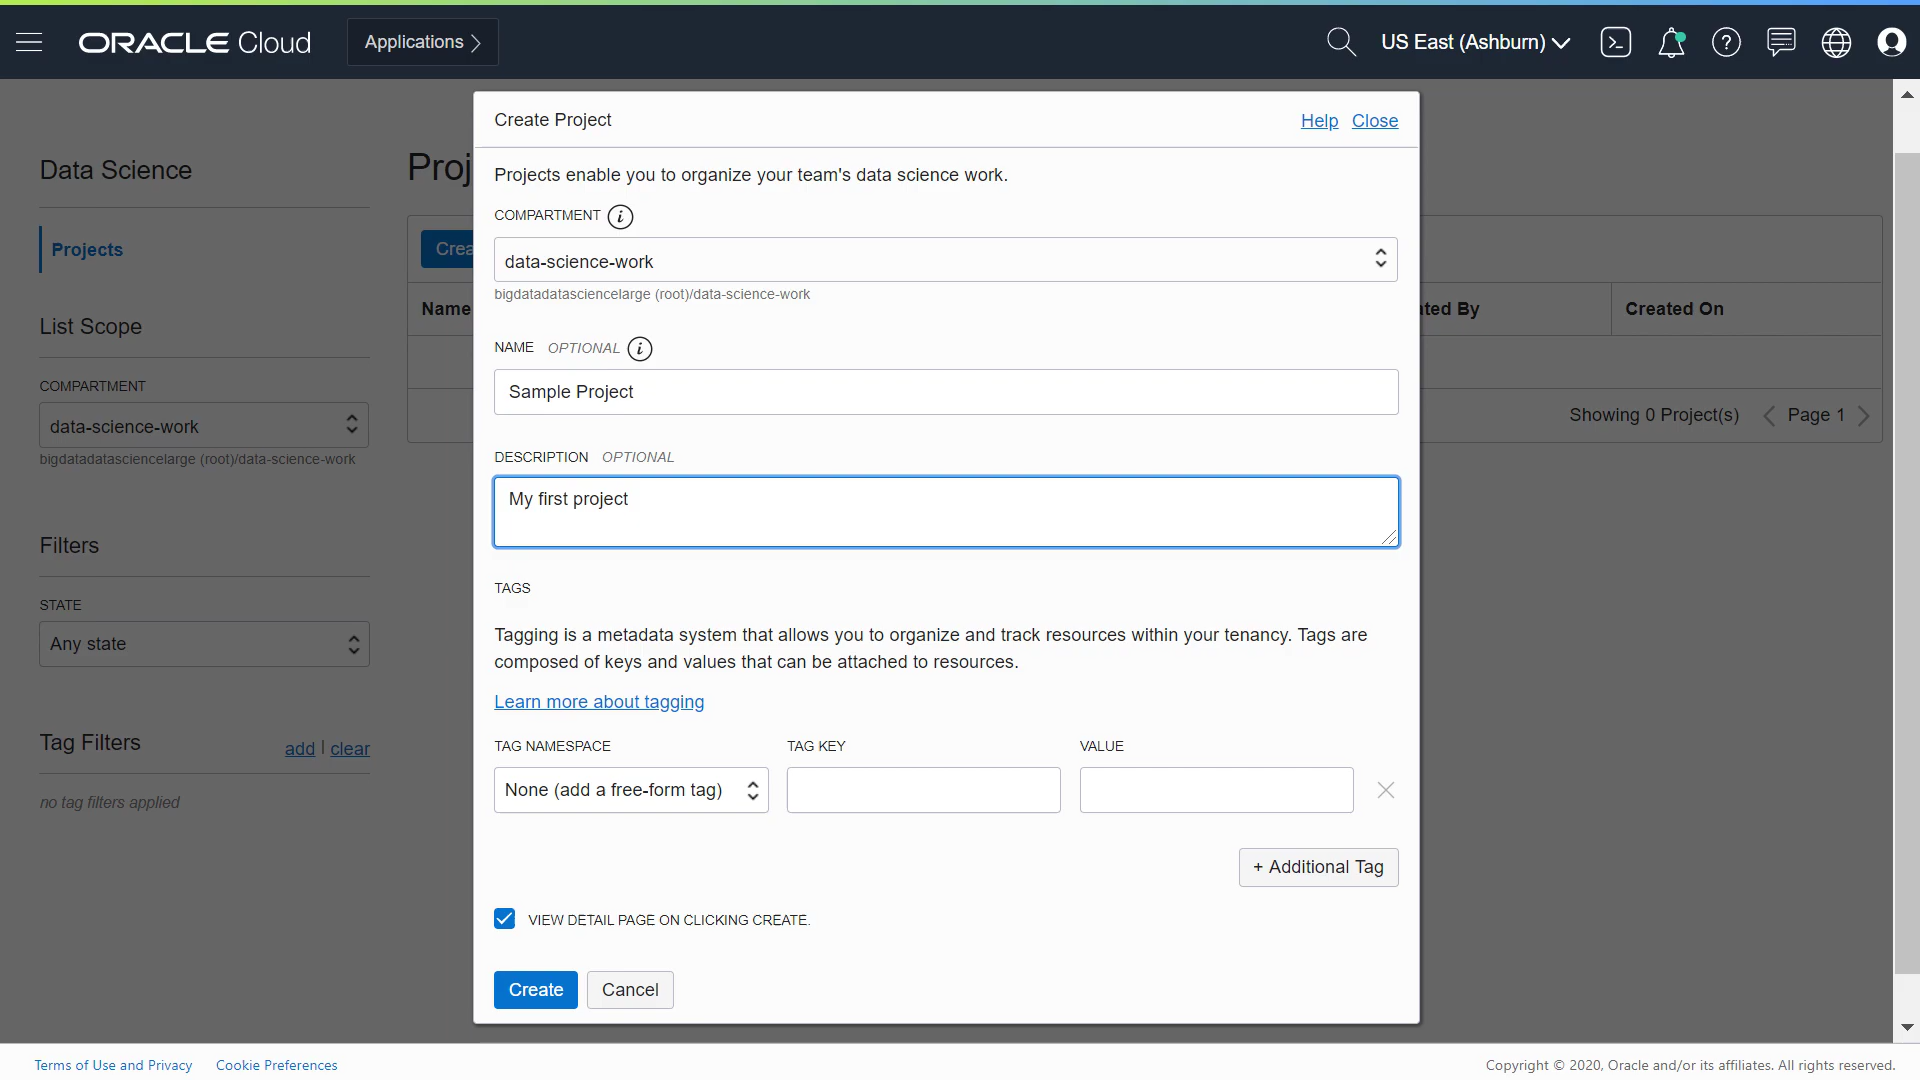 ORACLE Cloud
Applications
US East (Ashburn)
Data Science
Projects
List Scope
COMPARTMENT
data-science-work
bigdatadatasciencelarge (root)/data-science-work
Filters
STATE
Any state
Tag Filters
add | clear
no tag filters applied
Proj
Crea
Name
ated By
Created On
Showing 0 Project(s)
Page 1
Create Project
Help
Close
Projects enable you to organize your team's data science work.
COMPARTMENT
data-science-work
bigdatadatasciencelarge (root)/data-science-work
NAME OPTIONAL
Sample Project
DESCRIPTION OPTIONAL
My first project
TAGS
Tagging is a metadata system that allows you to organize and track resources within your tenancy. Tags are
composed of keys and values that can be attached to resources.
Learn more about tagging
TAG NAMESPACE
TAG KEY
VALUE
None (add a free-form tag)
+ Additional Tag
VIEW DETAIL PAGE ON CLICKING CREATE.
Create
Cancel
Terms of Use and Privacy
Cookie Preferences
Copyright © 2020, Oracle and/or its affiliates. All rights reserved.